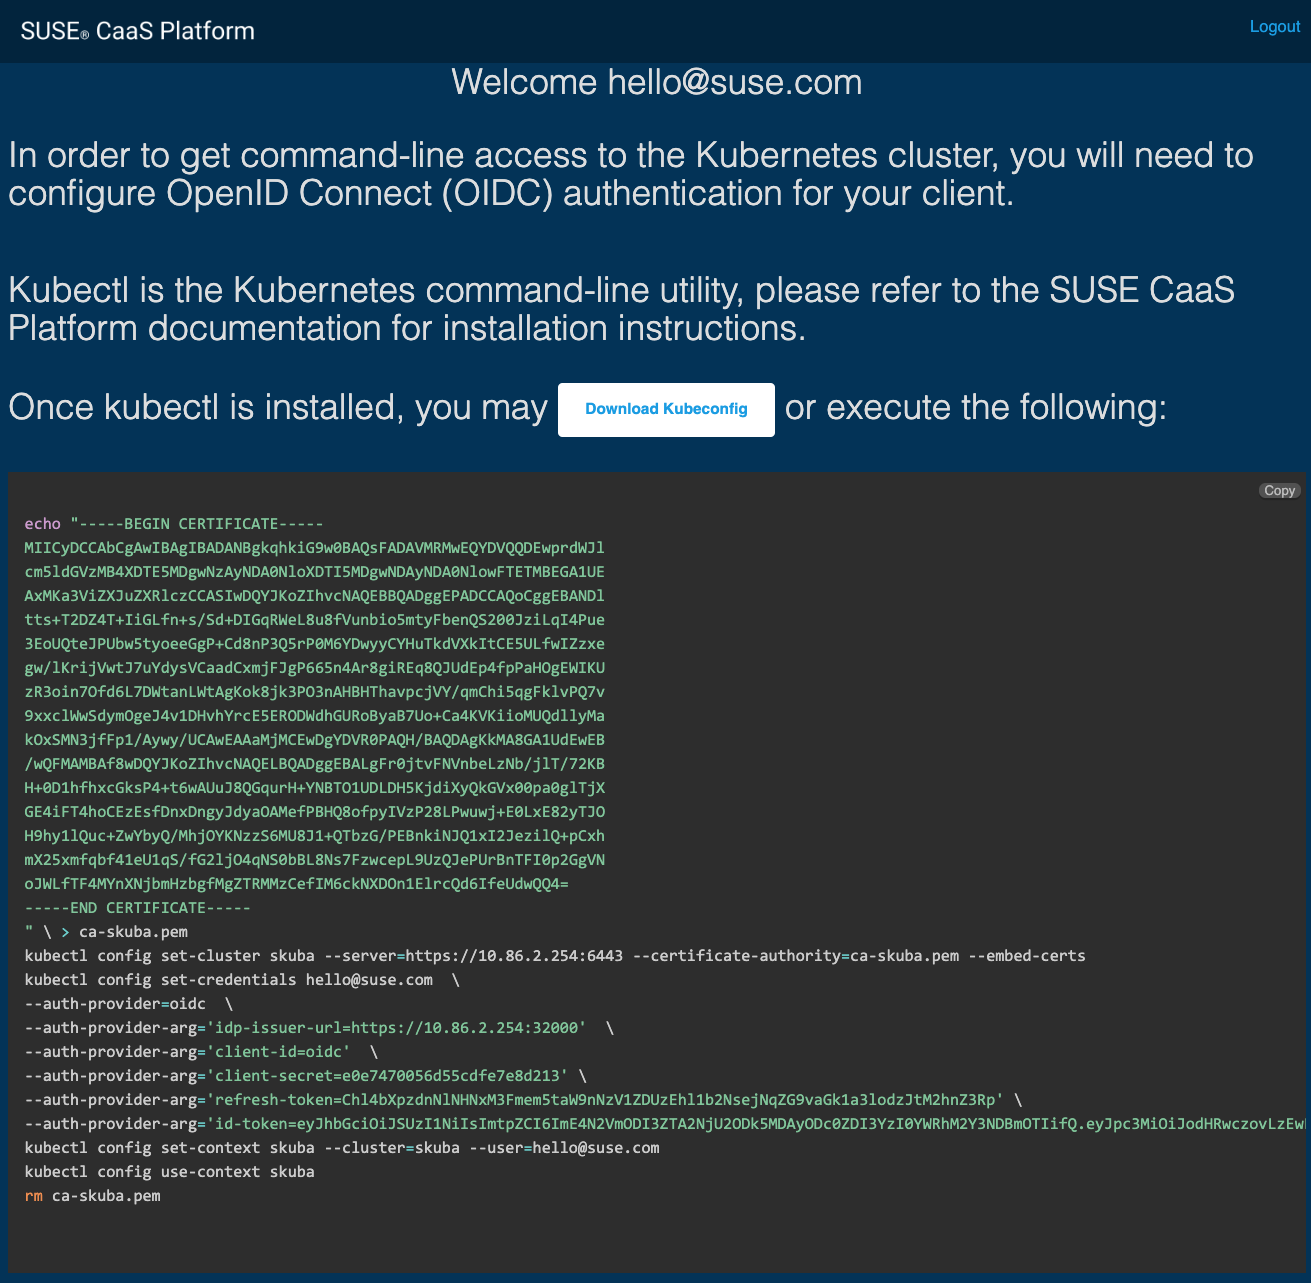 SUSE® CaaS Platform
Logout
Welcome hello@suse.com
In order to get command-line access to the Kubernetes cluster, you will need to
configure OpenID Connect (OIDC) authentication for your client.
Kubectl is the Kubernetes command-line utility, please refer to the SUSE CaaS
Platform documentation for installation instructions.
Once kubectl is installed, you may Download Kubeconfig or execute the following:
Copy
echo "-----BEGIN CERTIFICATE-----
MIICyDCCAbCgAwIBAgIBADANBgkqhkiG9w0BAQsFADAVMRMwEQYDVQQDEwprdWJl
cm5ldGVzMB4XDTE5MDgwNzAyNDA0NloXDTI5MDgwNDAyNDA0NlowFTETMBEGA1UE
AxMKa3ViZXJuZXRlczCCASIwDQYJKoZIhvcNAQEBBQADggEPADCCAQoCggEBANDl
tts+T2DZ4T+IiGLfn+s/Sd+DIGqRWeL8u8fVunbio5mtyFbenQS200JziLqI4Pue
3EoUQteJPUbw5tyoeeGgP+Cd8nP3Q5rP0M6YDwyyCYHuTkdVXkItCE5ULfwIZzxe
gw/lKrijVwtJ7uYdysVCaadCxmjFJgP665n4Ar8giREq8QJUdEp4fpPaHOgEWIKU
zR3oin7Ofd6L7DWtanLWtAgKok8jk3PO3nAHBHThavpcjVY/qmChi5qgFklvPQ7v
9xxclWwSdymOgeJ4v1DHvhYrcE5ERODWdhGURoByaB7Uo+Ca4KVKiioMUQdllyMa
kOxSMN3jfFp1/Aywy/UCAwEAAaMjMCEwDgYDVR0PAQH/BAQDAgKkMA8GA1UdEwEB
/wQFMAMBAf8wDQYJKoZIhvcNAQELBQADggEBALgFr0jtvFNVnbeLzNb/jlT/72KB
H+0D1hfhxcGksP4+t6wAUuJ8QGqurH+YNBTO1UDLDH5KjdiXyQkGVx00pa0glTjX
GE4iFT4hoCEzEsfDnxDngyJdyaOAMefPBHQ8ofpyIVzP28LPwuwj+E0LxE82yTJO
H9hy1lQuc+ZwYbyQ/MhjOYKNzzS6MU8J1+QTbzG/PEBnkiNJQ1xI2JezilQ+pCxh
mX25xmfqbf41eU1qS/fG2ljO4qNS0bBL8Ns7FzwcepL9UzQJePUrBnTFI0p2GgVN
oJWLfTF4MYnXNjbmHzbgfMgZTRMMzCefIM6ckNXDOn1ElrcQd6IfeUdwQQ4=
-----END CERTIFICATE-----
" \ > ca-skuba.pem
kubectl config set-cluster skuba --server=https://10.86.2.254:6443 --certificate-authority=ca-skuba.pem --embed-certs
kubectl config set-credentials hello@suse.com \
--auth-provider=oidc \
--auth-provider-arg='idp-issuer-url=https://10.86.2.254:32000' \
--auth-provider-arg='client-id=oidc' \
--auth-provider-arg='client-secret=e0e7470056d55cdfe7e8d213' \
--auth-provider-arg='refresh-token=Chl4bXpzdnNlNHNxM3Fmem5taW9nNzV1ZDUzEhl1b2NsejNqZG9vaGk1a3lodzJtM2hnZ3Rp' \
--auth-provider-arg='id-token=eyJhbGciOiJSUzI1NiIsImtpZCI6ImE4N2VmODI3ZTA2NjU2ODk5MDAyODc0ZDI3YzI0YWRhM2Y3NDBmOTIifQ.eyJpc3MiOiJodHRwczovLzEw
kubectl config set-context skuba --cluster=skuba --user=hello@suse.com
kubectl config use-context skuba
rm ca-skuba.pem